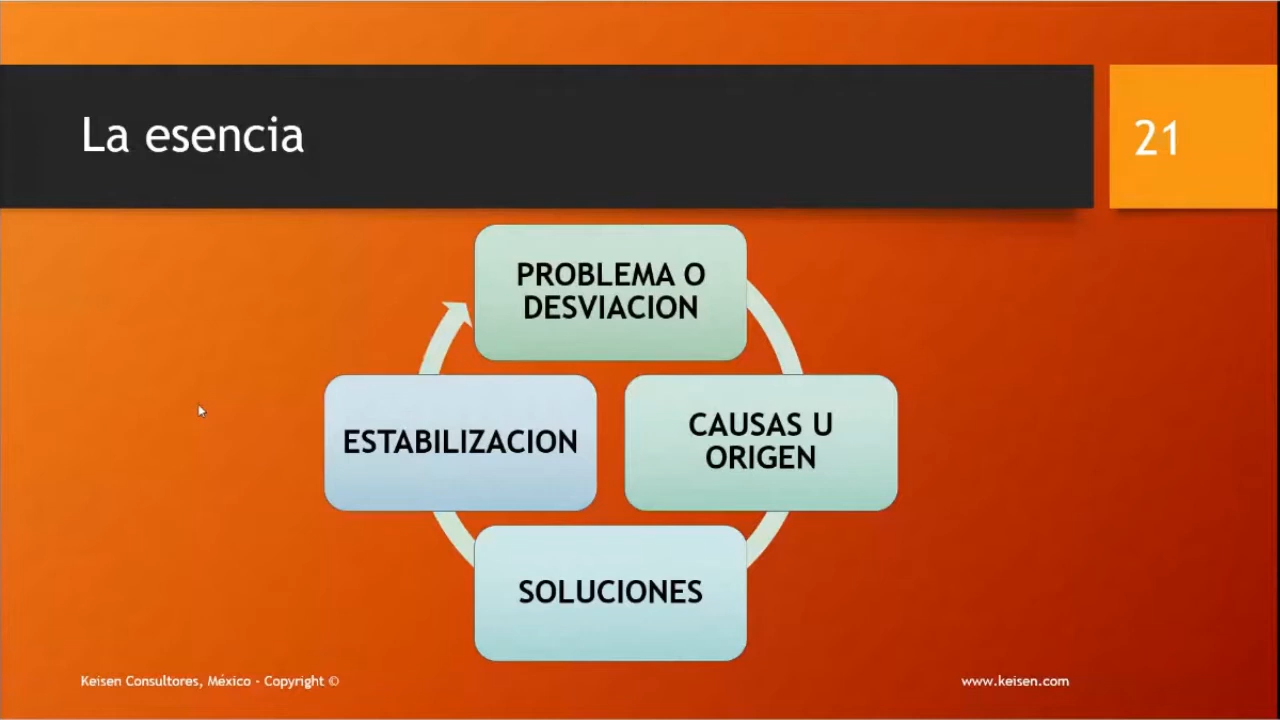 La esencia
21
PROBLEMA O
DESVIACION
CAUSAS U
ORIGEN
SOLUCIONES
ESTABILIZACION
Keisen Consultores, México - Copyright ©
www.keisen.com